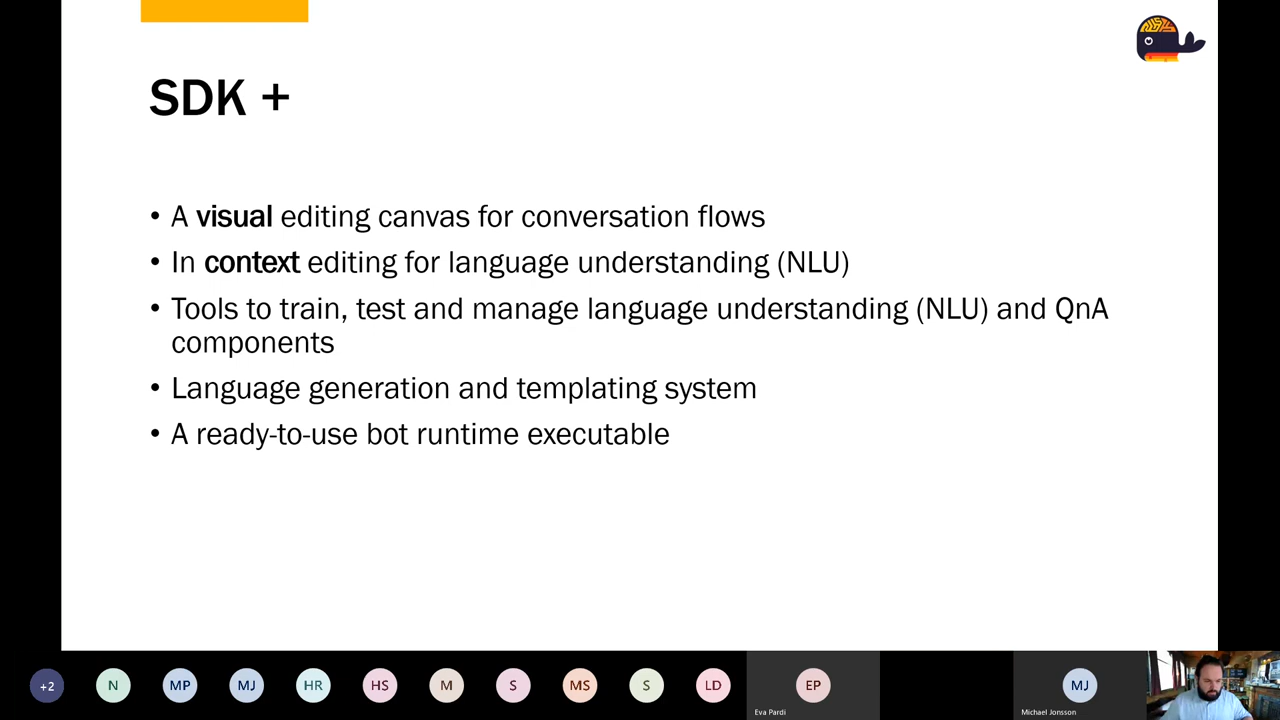 SDK +
• A visual editing canvas for conversation flows
• In context editing for language understanding (NLU)
• Tools to train, test and manage language understanding (NLU) and QnA
components
• Language generation and templating system
• A ready-to-use bot runtime executable
+2
N
MP
MJ
HR
HS
M
S
MS
S
LD
EP
Eva Pardi
MJ
Michael Jonsson